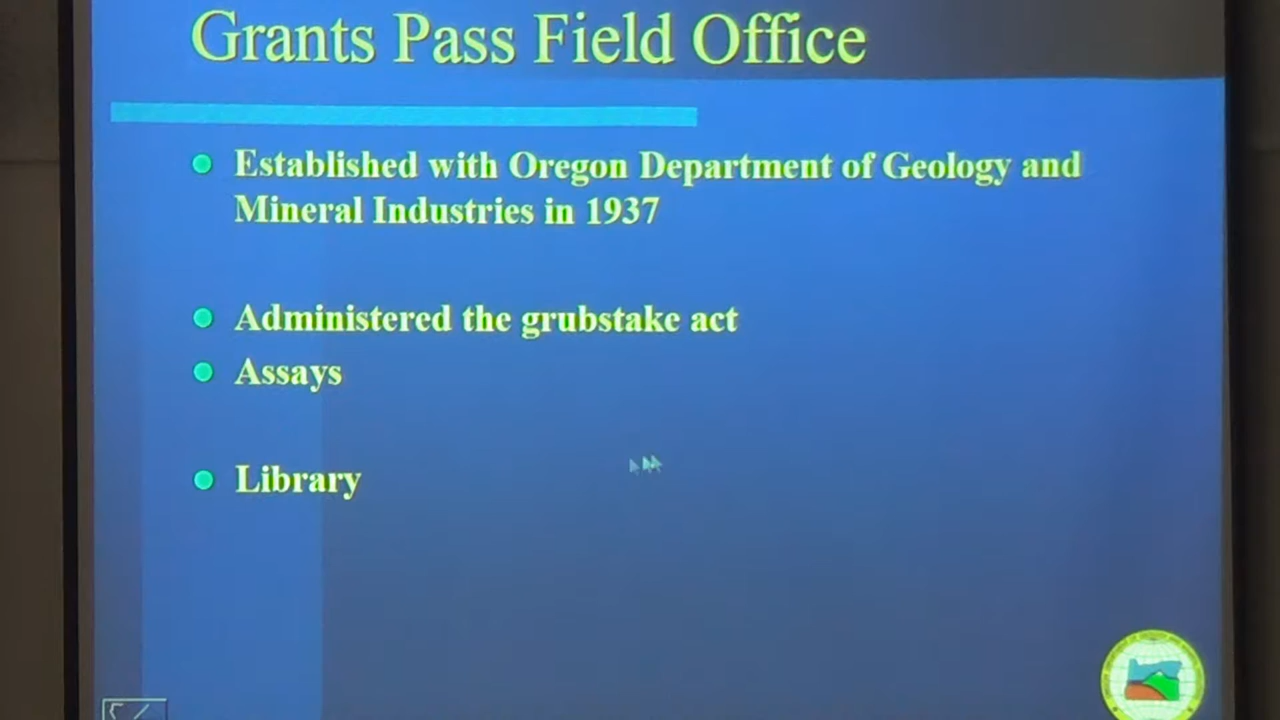 Grants Pass Field Office
Established with Oregon Department of Geology and
Mineral Industries in 1937
Administered the grubstake act
Assays
Library